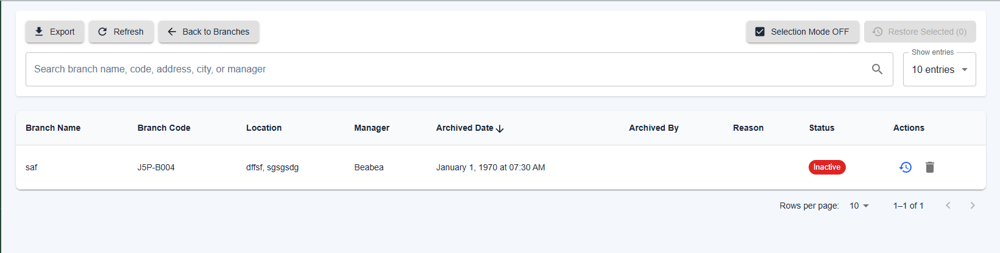 Export Refresh Back to Branches Selection Mode OFF Restore Selected (0)
Show entries
Search branch name, code, address, city, or manager 10 entries
Branch Name Branch Code Location Manager Archived Date Archived By Reason Status Actions
saf J5P-B004 dffsf, sgsgsdg Beabea January 1, 1970 at 07:30 AM Inactive
Rows per page: 10 1–1 of 1